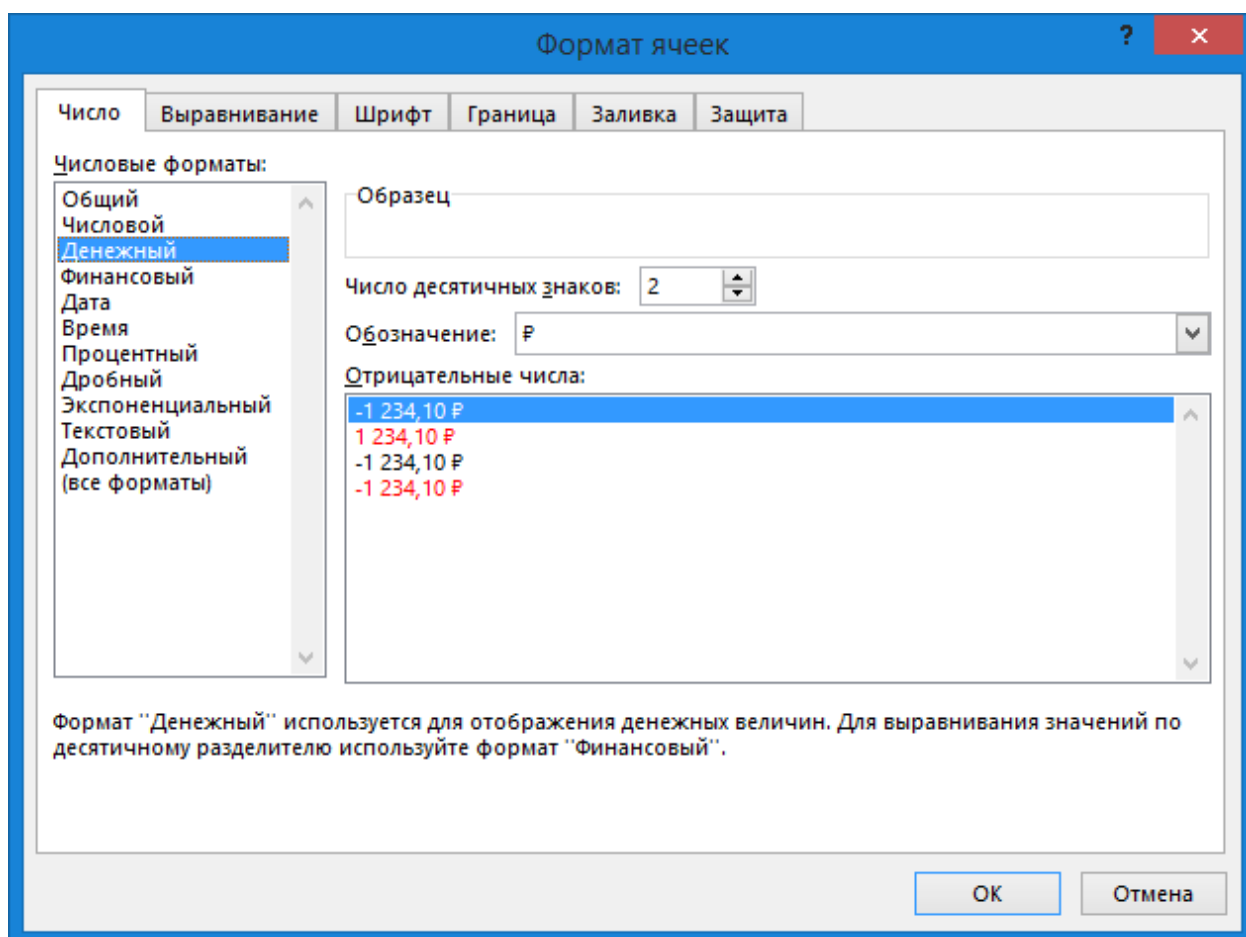 Формат ячеек
?
Число Выравнивание Шрифт Граница Заливка Защита
Числовые форматы:
Общий
Числовой
Денежный
Финансовый
Дата
Время
Процентный
Дробный
Экспоненциальный
Текстовый
Дополнительный
(все форматы)
Образец
Число десятичных знаков: 2
Обозначение: ₽
Отрицательные числа:
-1 234,10 ₽
1 234,10 ₽
-1 234,10 ₽
-1 234,10 ₽
Формат "Денежный" используется для отображения денежных величин. Для выравнивания значений по
десятичному разделителю используйте формат "Финансовый".
ОК Отмена